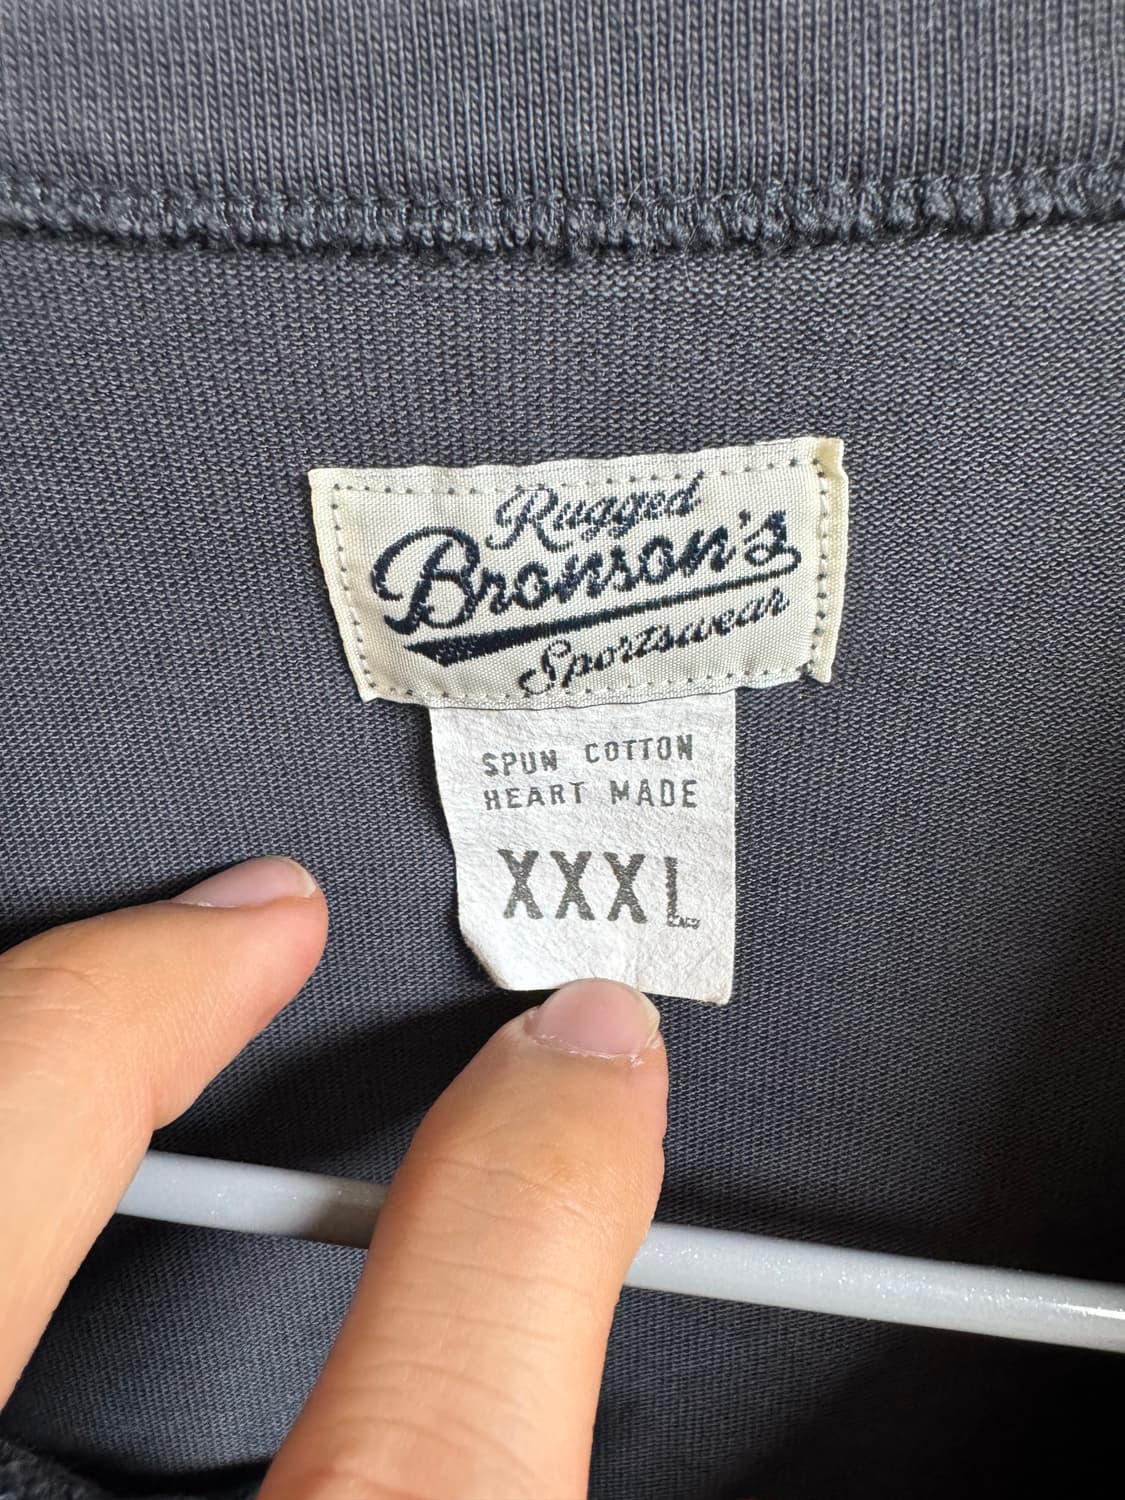 Rugged
Bronson's
Sportswear
SPUN COTTON
HEART MADE
XXXL